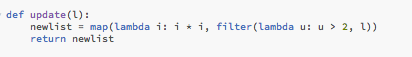 def update(l):
    newlist = map(lambda i: i * i, filter(lambda u: u > 2, l))
    return newlist